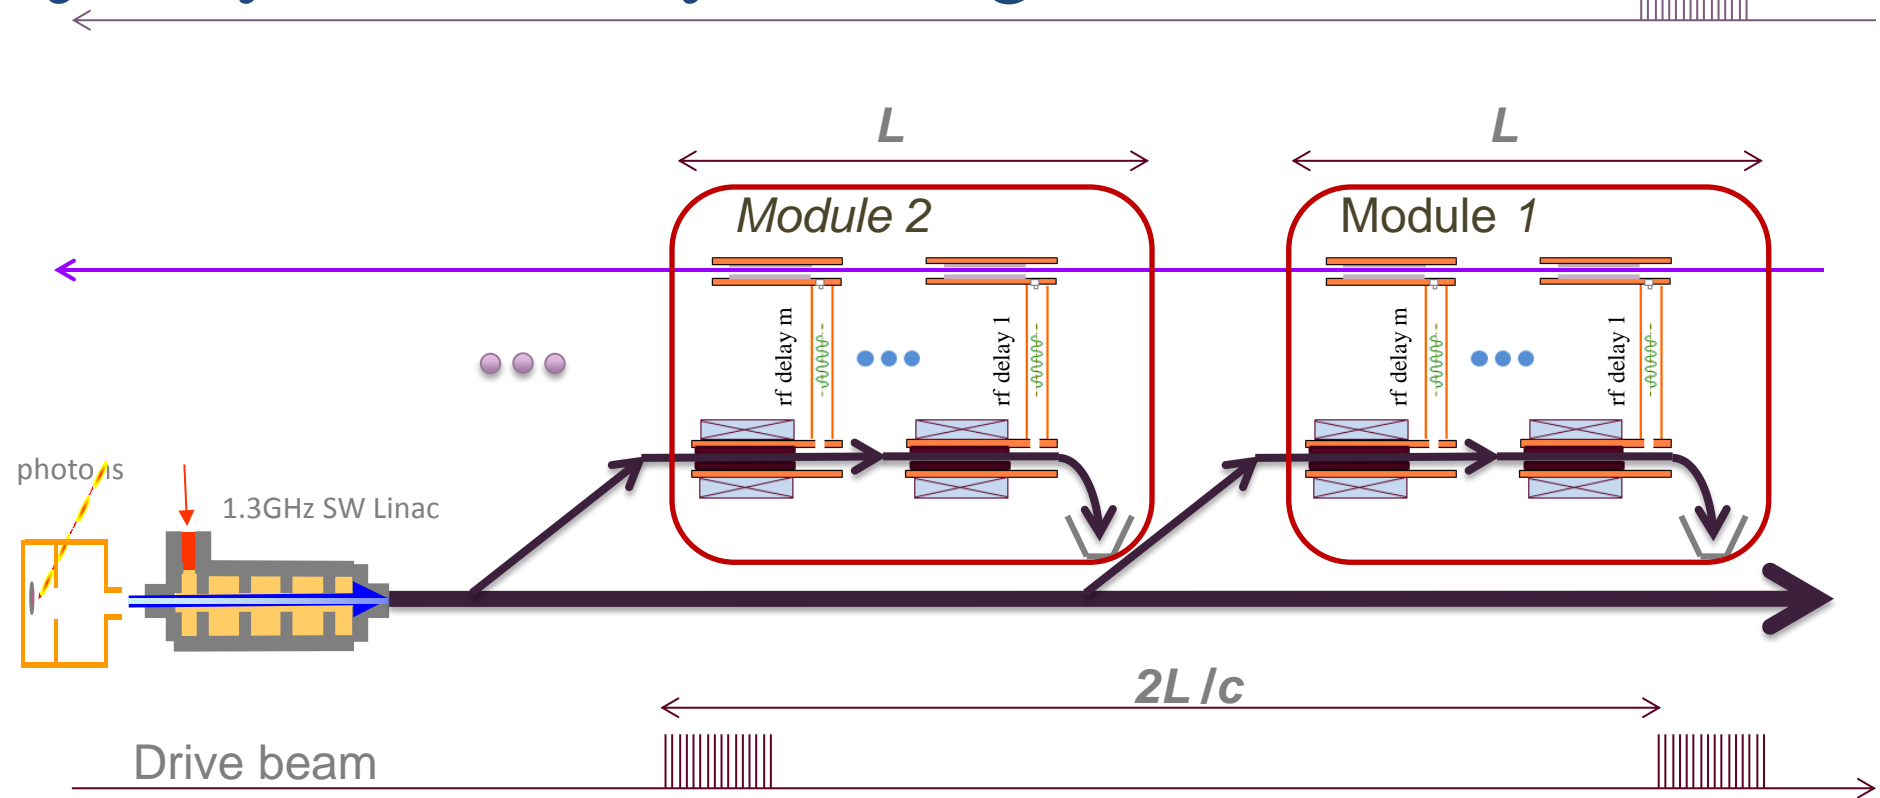 L
L
Module 2
Module 1
rf delay m
rf delay 1
rf delay m
rf delay 1
photons
1.3GHz SW Linac
2L/c
Drive beam